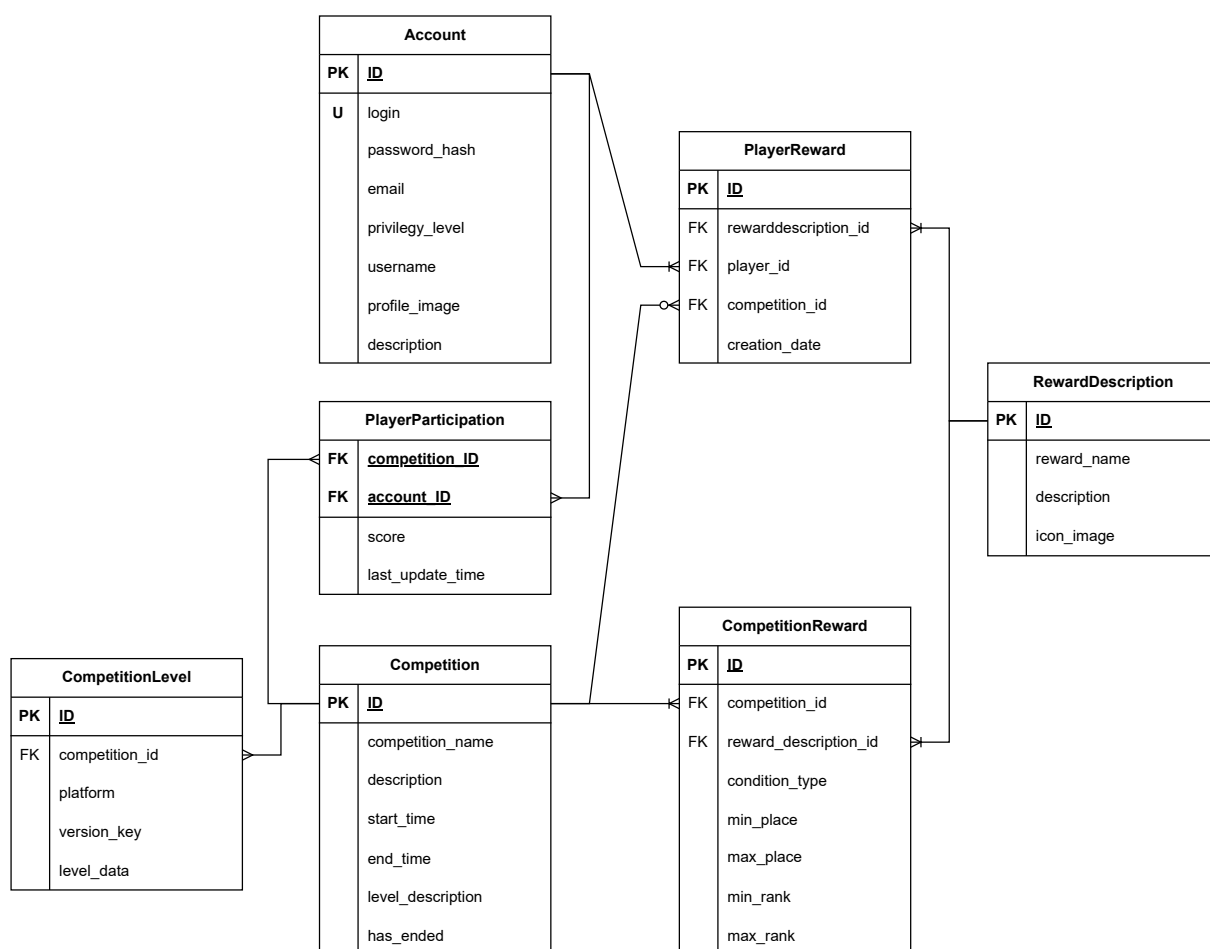 Account
PK ID
U login
password_hash
email
privilegy_level
username
profile_image
description
PlayerReward
PK ID
FK rewarddescription_id
FK player_id
FK competition_id
creation_date
RewardDescription
PK ID
reward_name
description
icon_image
PlayerParticipation
FK competition_ID
FK account_ID
score
last_update_time
CompetitionReward
PK ID
FK competition_id
FK reward_description_id
condition_type
min_place
max_place
min_rank
max_rank
Competition
PK ID
competition_name
description
start_time
end_time
level_description
has_ended
CompetitionLevel
PK ID
FK competition_id
platform
version_key
level_data